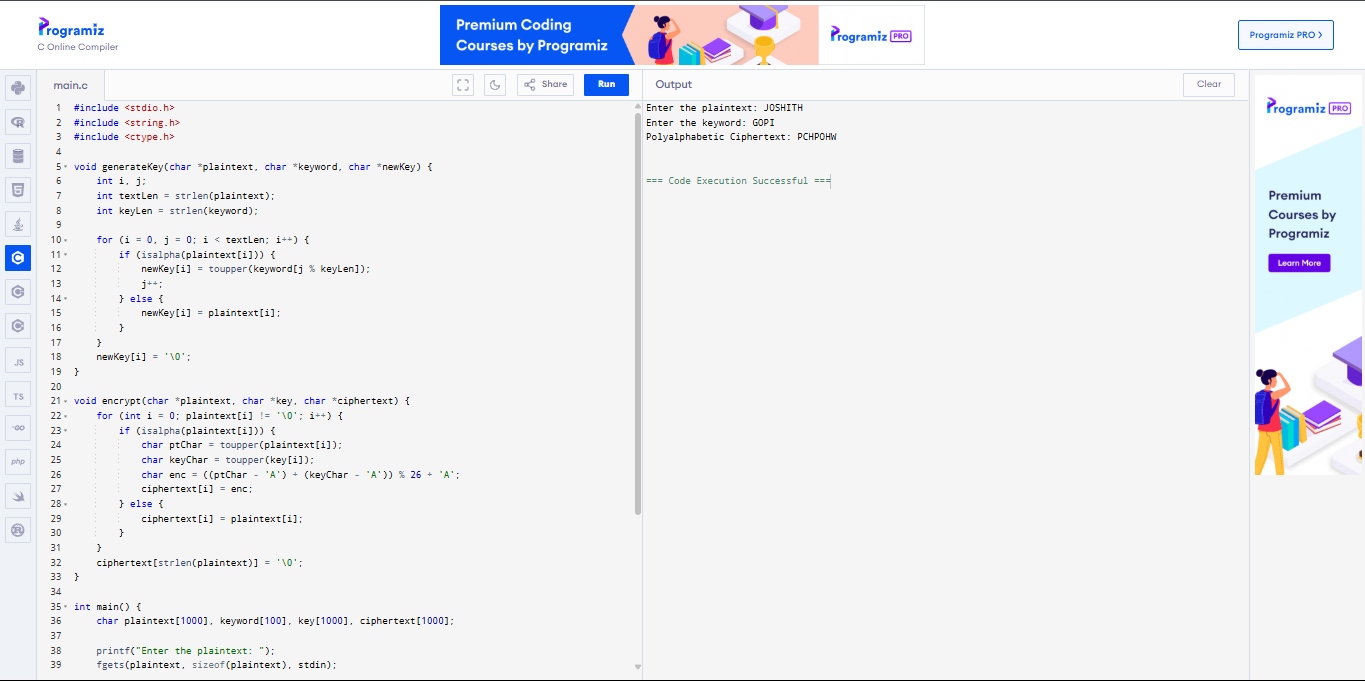 Programiz
C Online Compiler
Premium Coding
Courses by Programiz
Programiz PRO
Programiz PRO >
JS
TS
GO
php
main.c
Share
Run
1 #include <stdio.h>
2 #include <string.h>
3 #include <ctype.h>
4
5 void generateKey(char *plaintext, char *keyword, char *newKey) {
6     int i, j;
7     int textLen = strlen(plaintext);
8     int keyLen = strlen(keyword);
9
10     for (i = 0, j = 0; i < textLen; i++) {
11         if (isalpha(plaintext[i])) {
12             newKey[i] = toupper(keyword[j % keyLen]);
13             j++;
14         } else {
15             newKey[i] = plaintext[i];
16         }
17     }
18     newKey[i] = '\0';
19 }
20
21 void encrypt(char *plaintext, char *key, char *ciphertext) {
22     for (int i = 0; plaintext[i] != '\0'; i++) {
23         if (isalpha(plaintext[i])) {
24             char ptChar = toupper(plaintext[i]);
25             char keyChar = toupper(key[i]);
26             char enc = ((ptChar - 'A') + (keyChar - 'A')) % 26 + 'A';
27             ciphertext[i] = enc;
28         } else {
29             ciphertext[i] = plaintext[i];
30         }
31     }
32     ciphertext[strlen(plaintext)] = '\0';
33 }
34
35 int main() {
36     char plaintext[1000], keyword[100], key[1000], ciphertext[1000];
37
38     printf("Enter the plaintext: ");
39     fgets(plaintext, sizeof(plaintext), stdin);
Output
Clear
Enter the plaintext: JOSHITH
Enter the keyword: GOPI
Polyalphabetic Ciphertext: PCHPOHW
=== Code Execution Successful ===
Programiz PRO
Premium
Courses by
Programiz
Learn More